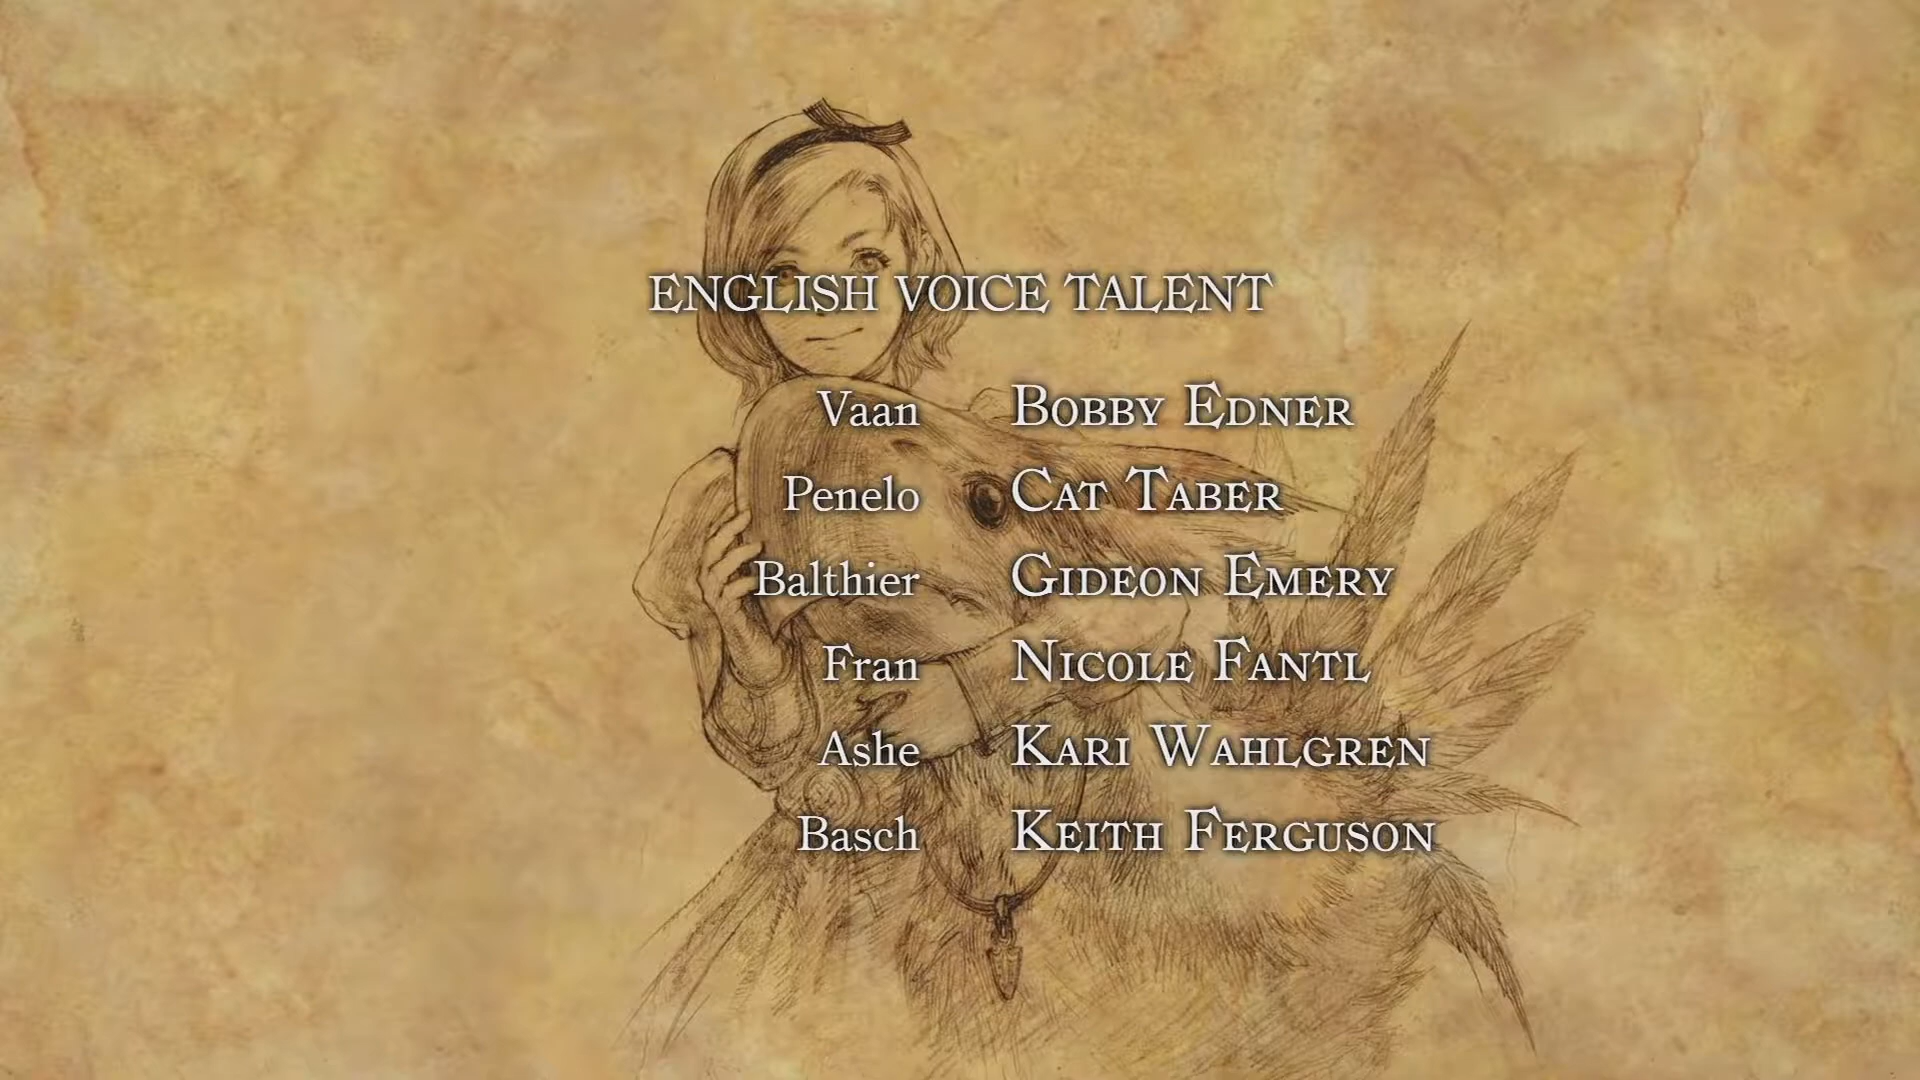 ENGLISH VOICE TALENT
Vaan BOBBY EDNER
Penelo CAT TABER
Balthier GIDEON EMERY
Fran NICOLE FANTL
Ashe KARI WAHLGREN
Basch KEITH FERGUSON